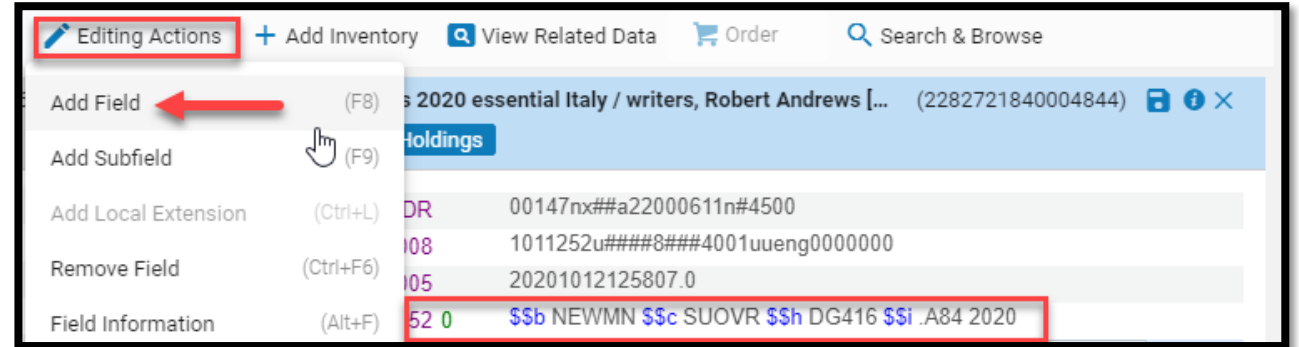 Editing Actions + Add Inventory View Related Data Order Search & Browse
Add Field (F8)
s 2020 essential Italy / writers, Robert Andrews [... (2282721840004844)
Holdings
Add Subfield (F9)
Add Local Extension (Ctrl+L)
DR 00147nx##a22000611n#4500
008 1011252u####8###4001uueng0000000
Remove Field (Ctrl+F6)
005 20201012125807.0
Field Information (Alt+F)
52 0 $$b NEWMN $$c SUOVR $$h DG416 $$i .A84 2020